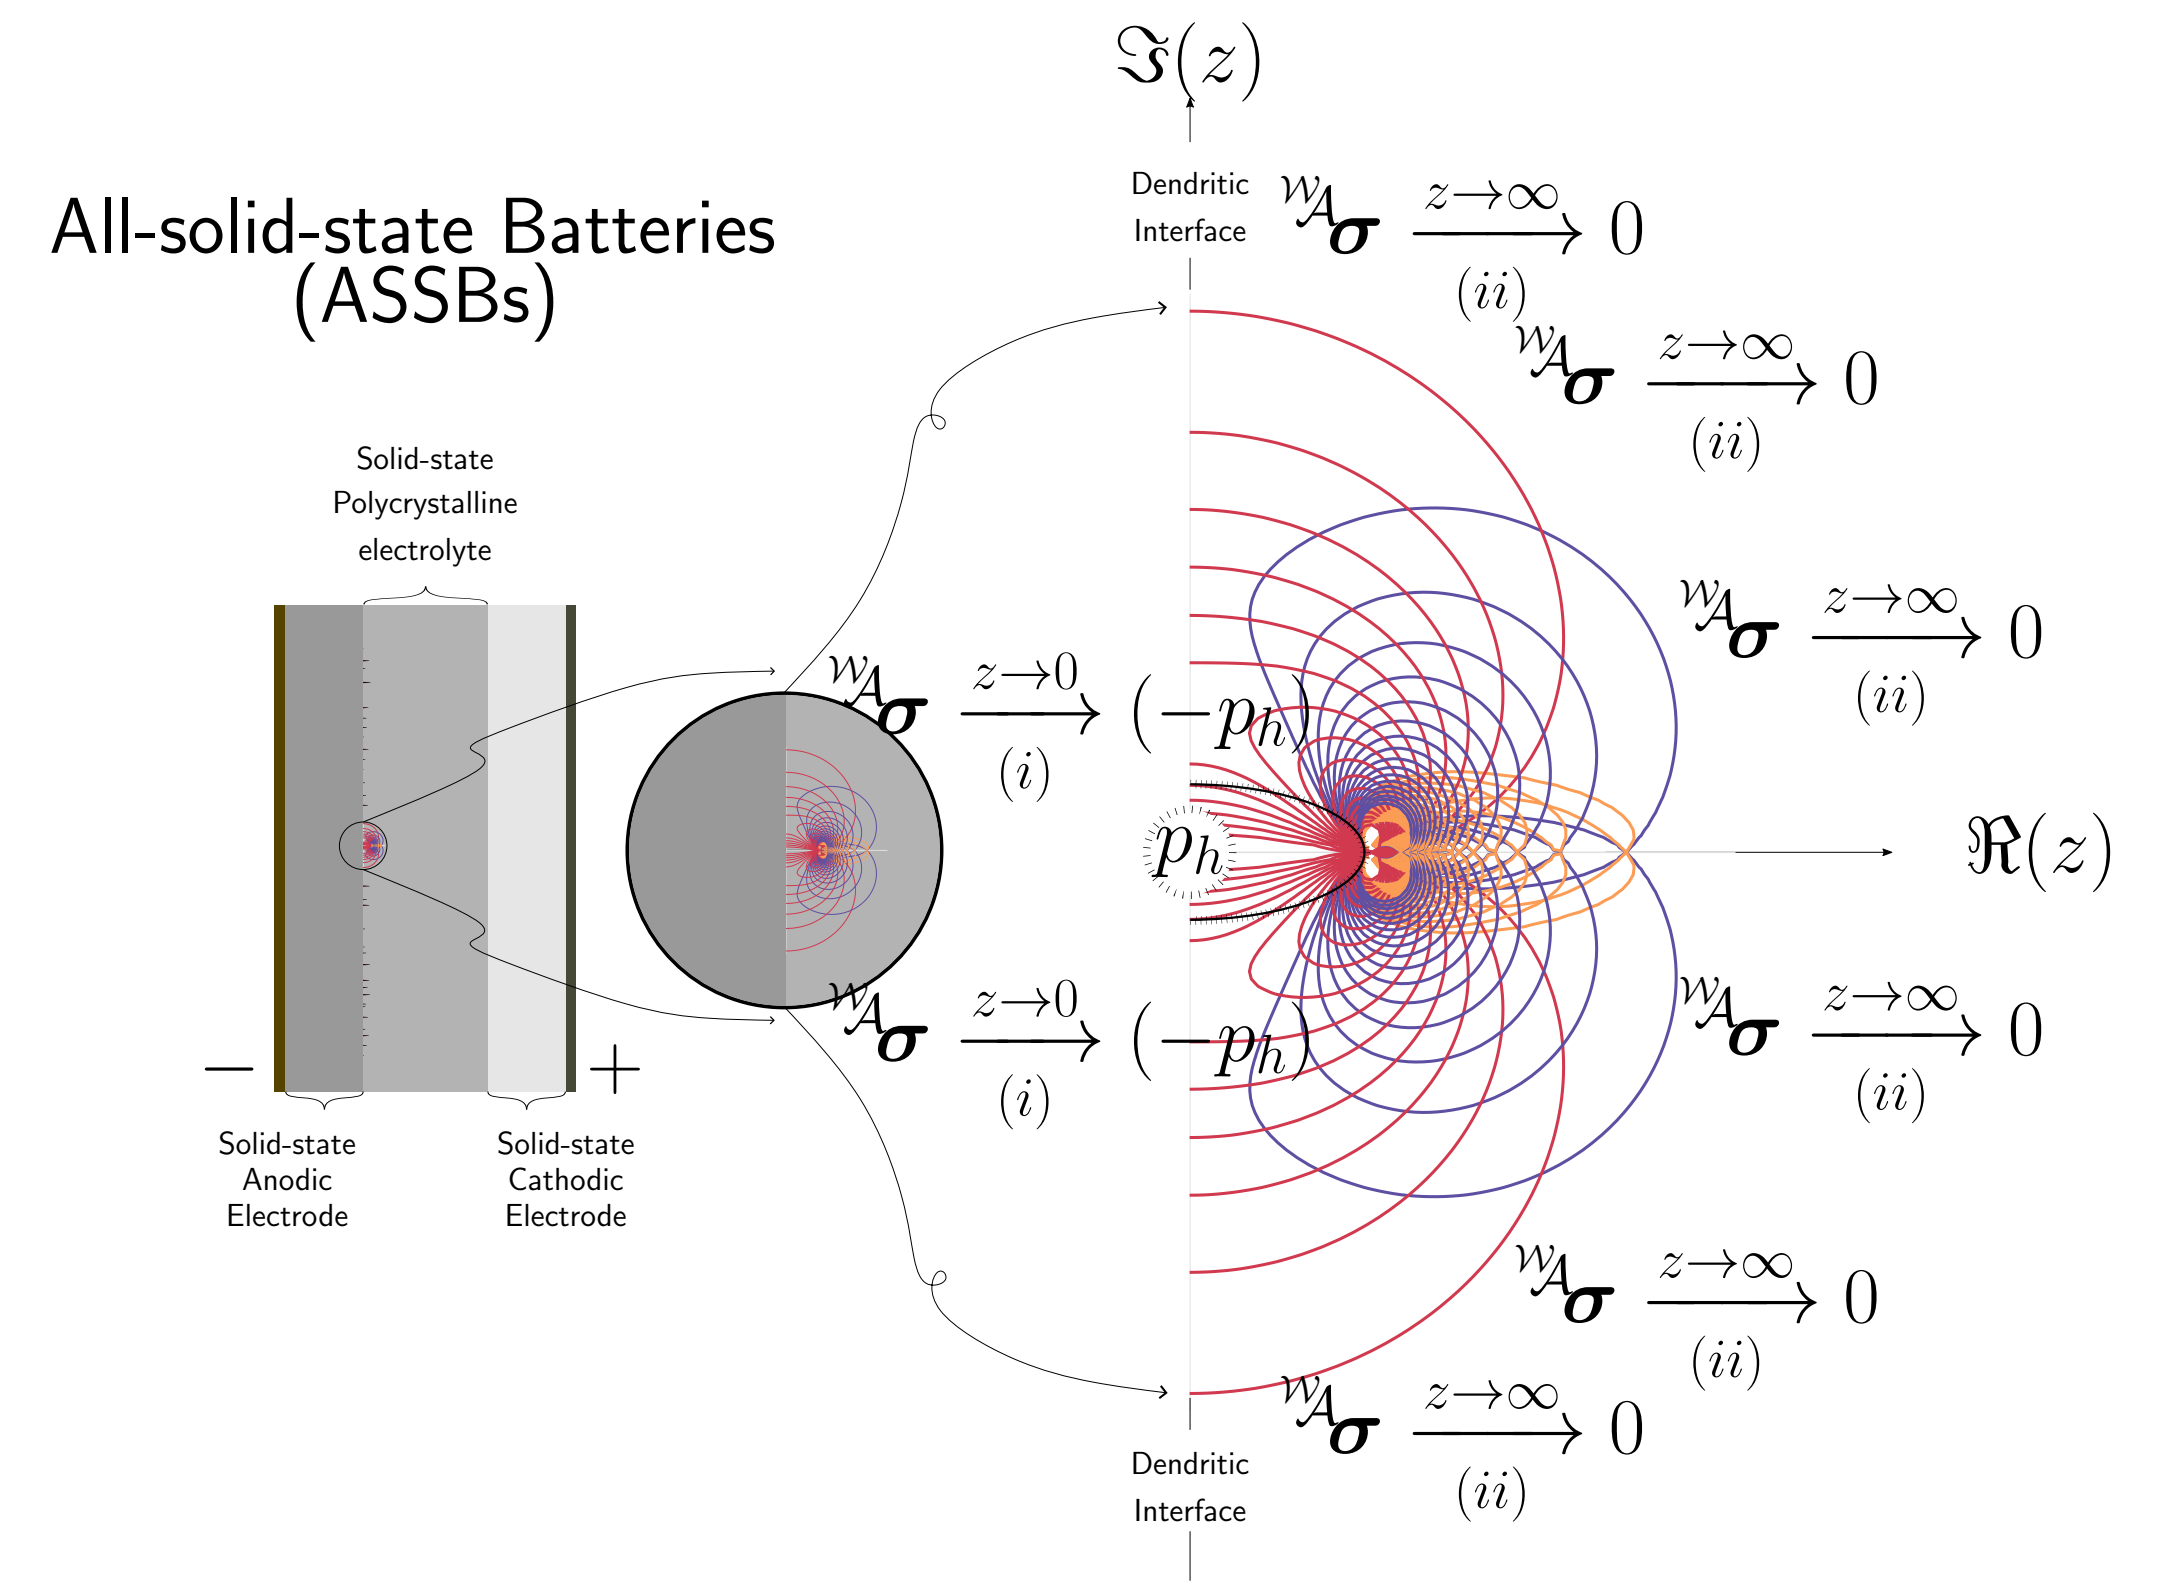 ℑ(z)
All-solid-state Batteries
(ASSBs)
Dendritic
Interface
𝒲𝒜𝝈 z→∞ ⟶ 0
(ii)
𝒲𝒜𝝈 z→∞ ⟶ 0
(ii)
Solid-state
Polycrystalline
electrolyte
𝒲𝒜𝝈 z→∞ ⟶ 0
(ii)
𝒲𝒜𝝈 z→0 ⟶ (−pₕ)
(i)
pₕ
ℜ(z)
𝒲𝒜𝝈 z→0 ⟶ (−pₕ)
(i)
𝒲𝒜𝝈 z→∞ ⟶ 0
(ii)
− +
Solid-state
Anodic
Electrode
Solid-state
Cathodic
Electrode
𝒲𝒜𝝈 z→∞ ⟶ 0
(ii)
𝒲𝒜𝝈 z→∞ ⟶ 0
(ii)
Dendritic
Interface